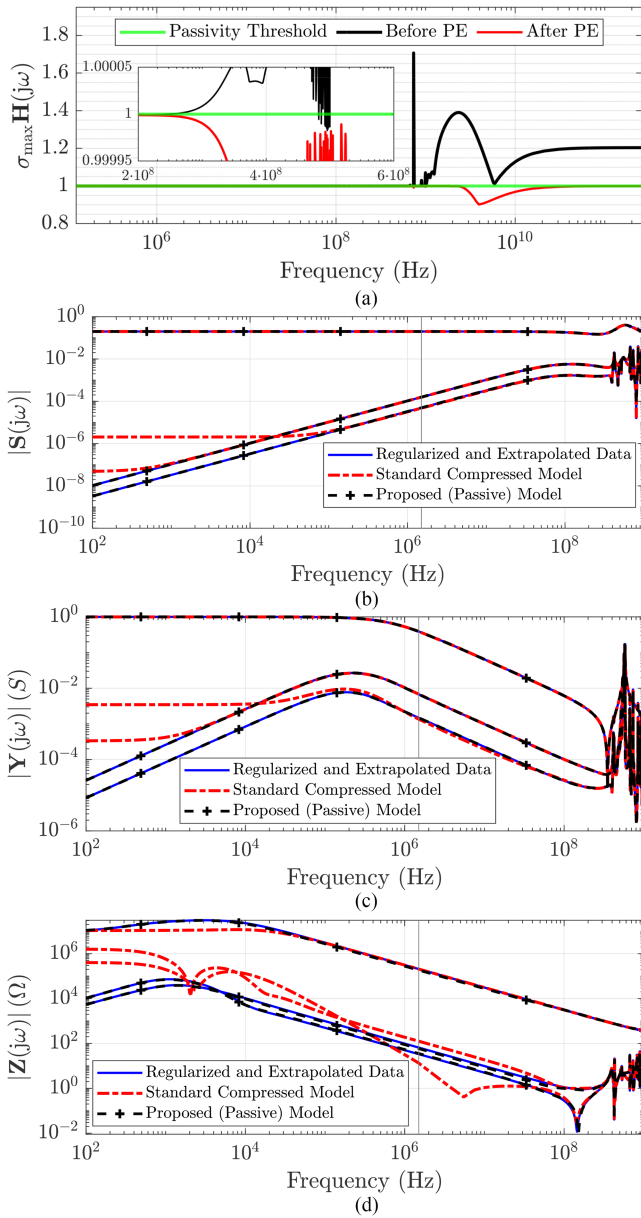 Passivity Threshold Before PE After PE
σmax H(jω)
1.8
1.6
1.4
1.2
1
0.8
1.00005
1
0.99995
2·10^8 4·10^8 6·10^8
10^6 10^8 10^10
Frequency (Hz)
(a)
|S(jω)|
10^0
10^-2
10^-4
10^-6
10^-8
10^-10
Regularized and Extrapolated Data
Standard Compressed Model
Proposed (Passive) Model
10^2 10^4 10^6 10^8
Frequency (Hz)
(b)
|Y(jω)| (S)
10^0
10^-2
10^-4
10^-6
Regularized and Extrapolated Data
Standard Compressed Model
Proposed (Passive) Model
10^2 10^4 10^6 10^8
Frequency (Hz)
(c)
|Z(jω)| (Ω)
10^6
10^4
10^2
10^0
10^-2
Regularized and Extrapolated Data
Standard Compressed Model
Proposed (Passive) Model
10^2 10^4 10^6 10^8
Frequency (Hz)
(d)